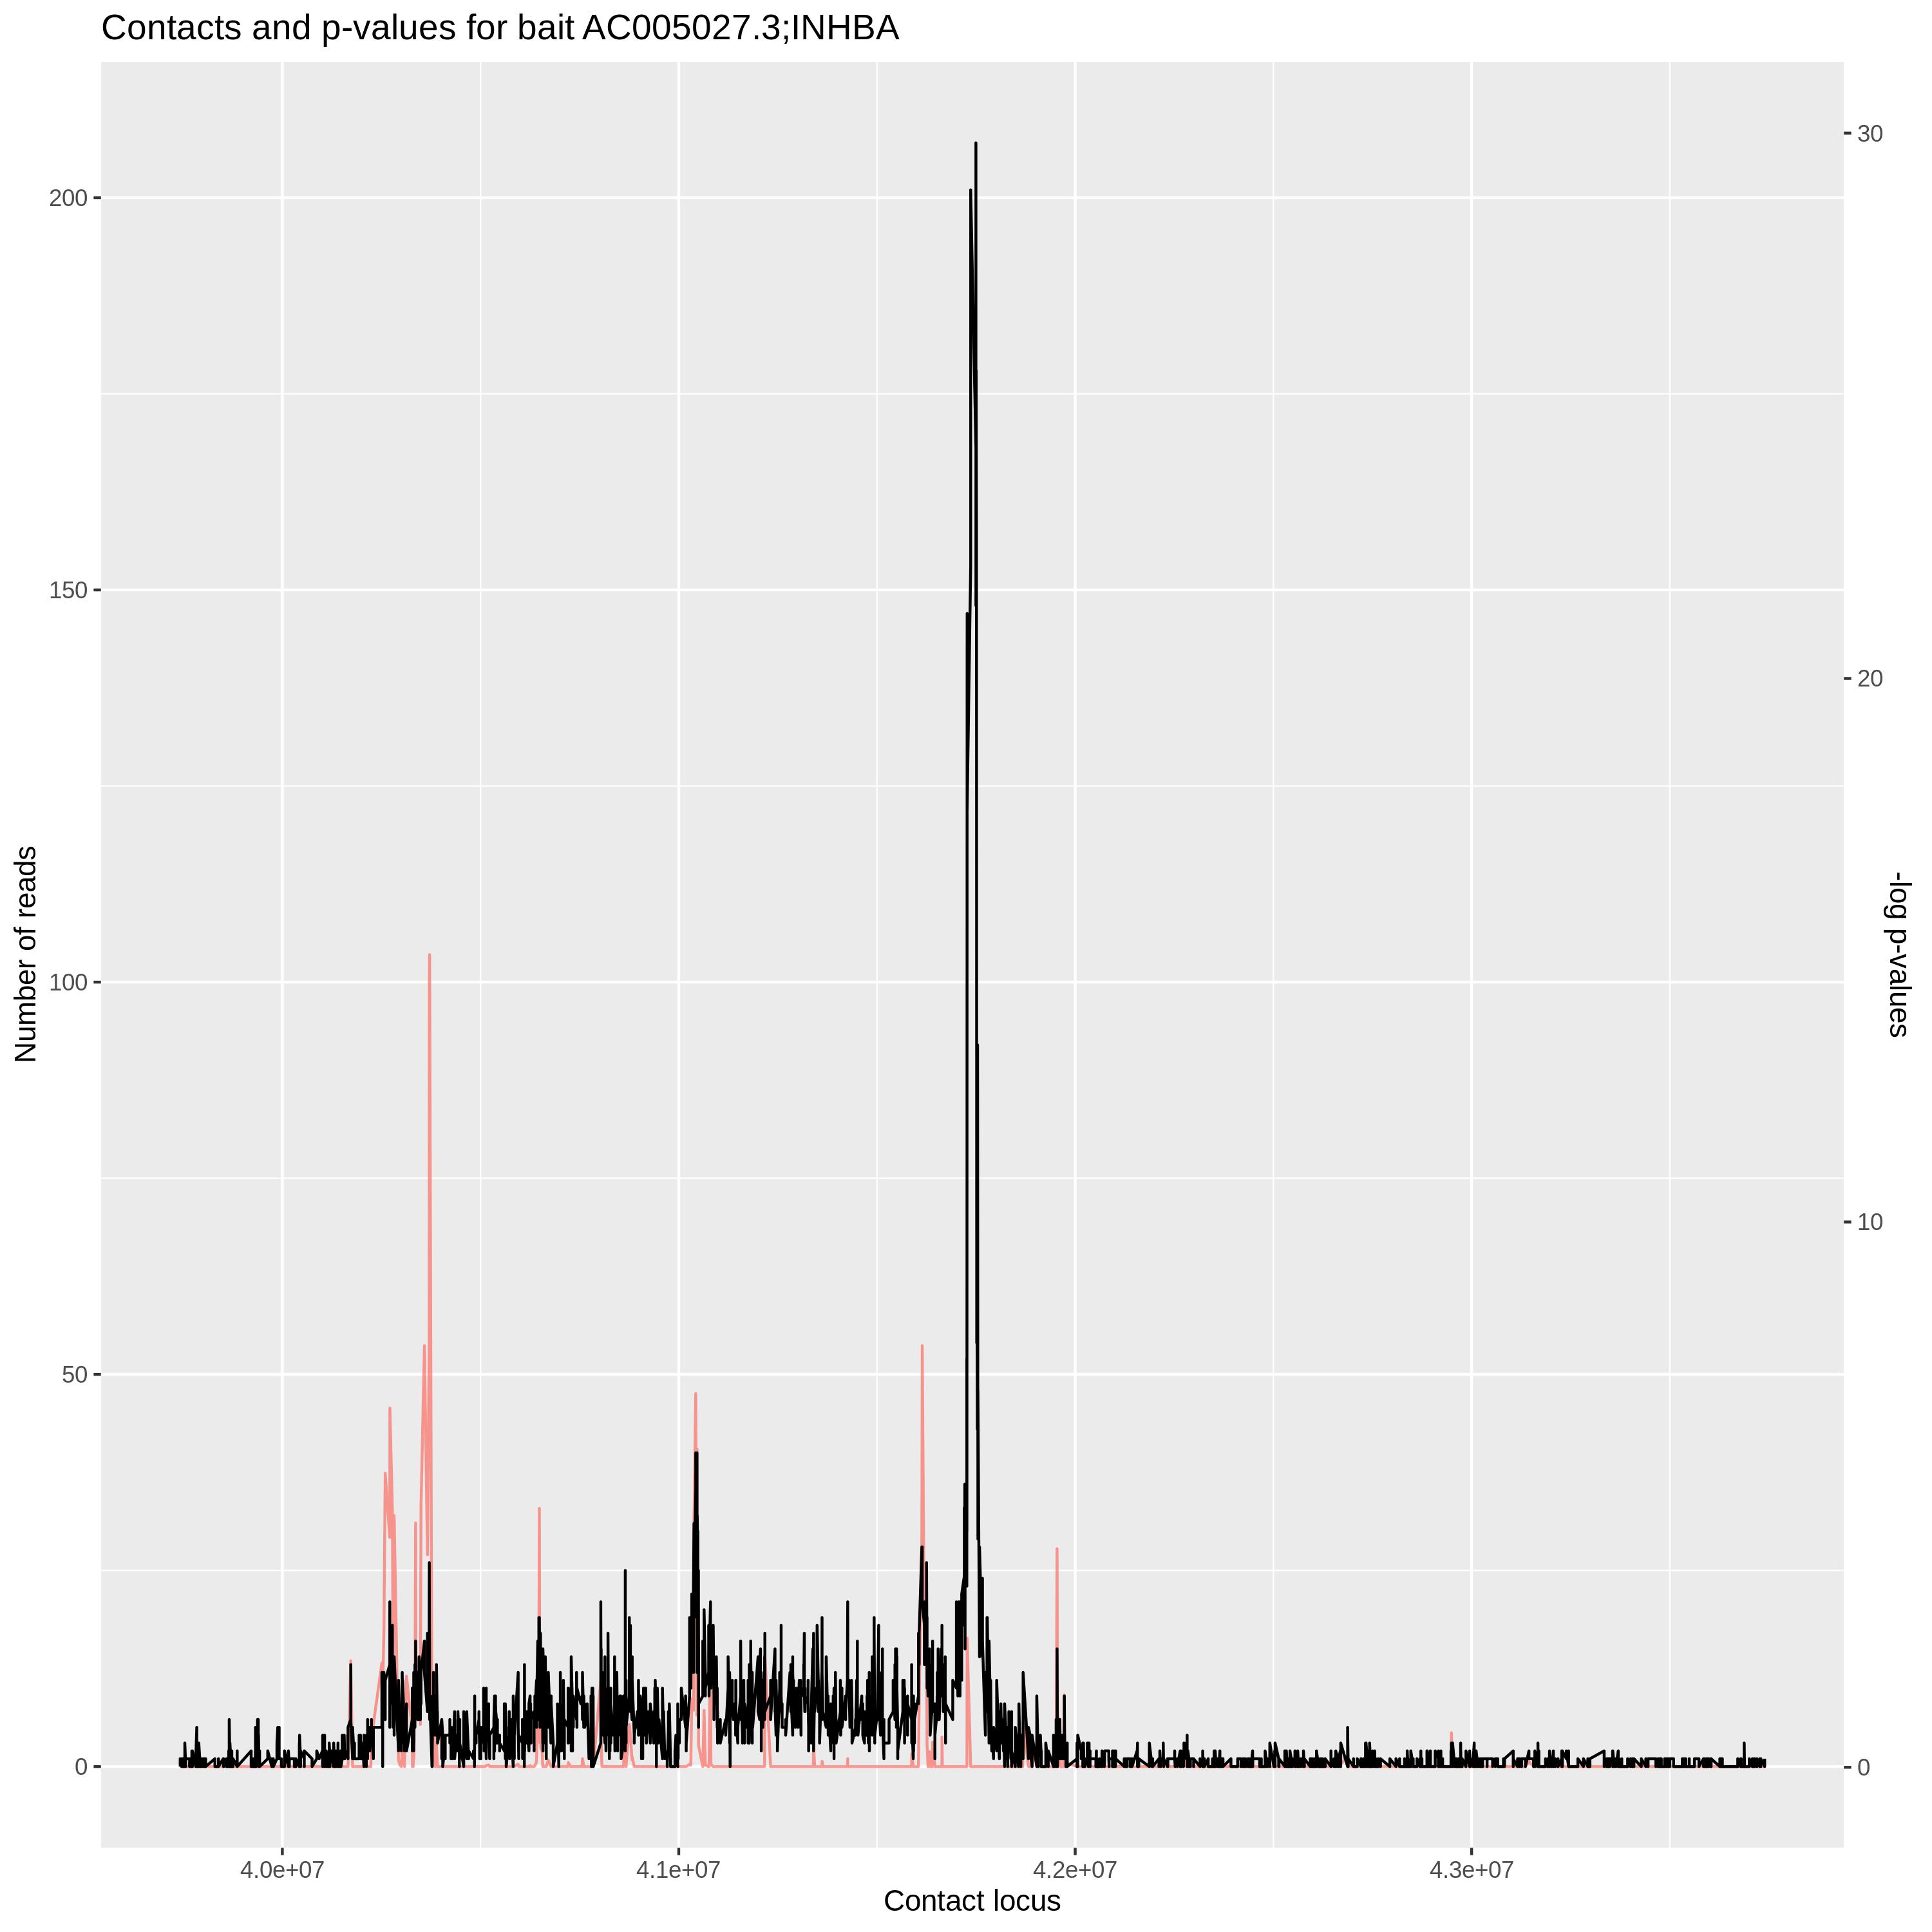 Contacts and p-values for bait AC005027.3;INHBA
200
150
100
50
0
Number of reads
30
20
10
0
-log p-values
4.0e+07
4.1e+07
4.2e+07
4.3e+07
Contact locus